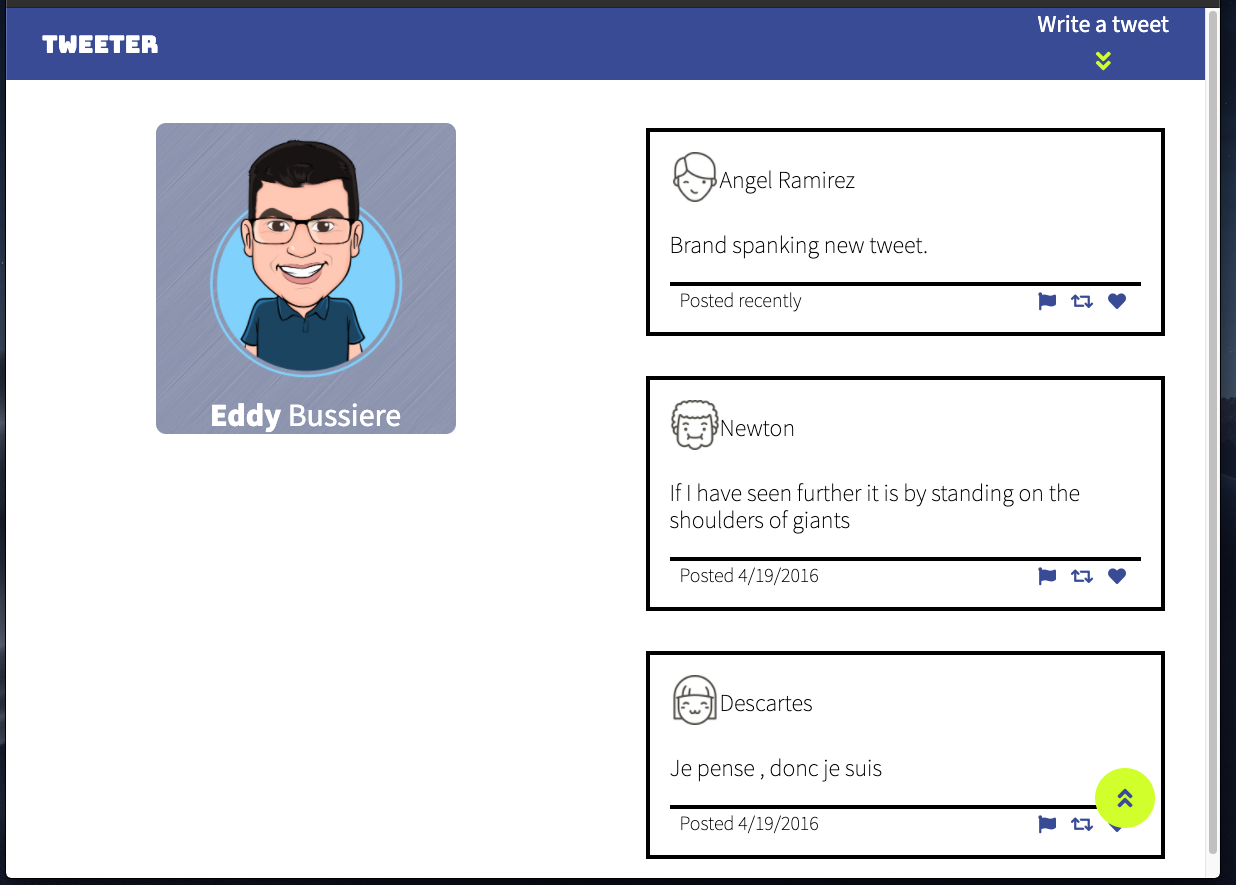 TWEETER
Write a tweet
Eddy Bussiere
Angel Ramirez
Brand spanking new tweet.
Posted recently
Newton
If I have seen further it is by standing on the
shoulders of giants
Posted 4/19/2016
Descartes
Je pense , donc je suis
Posted 4/19/2016